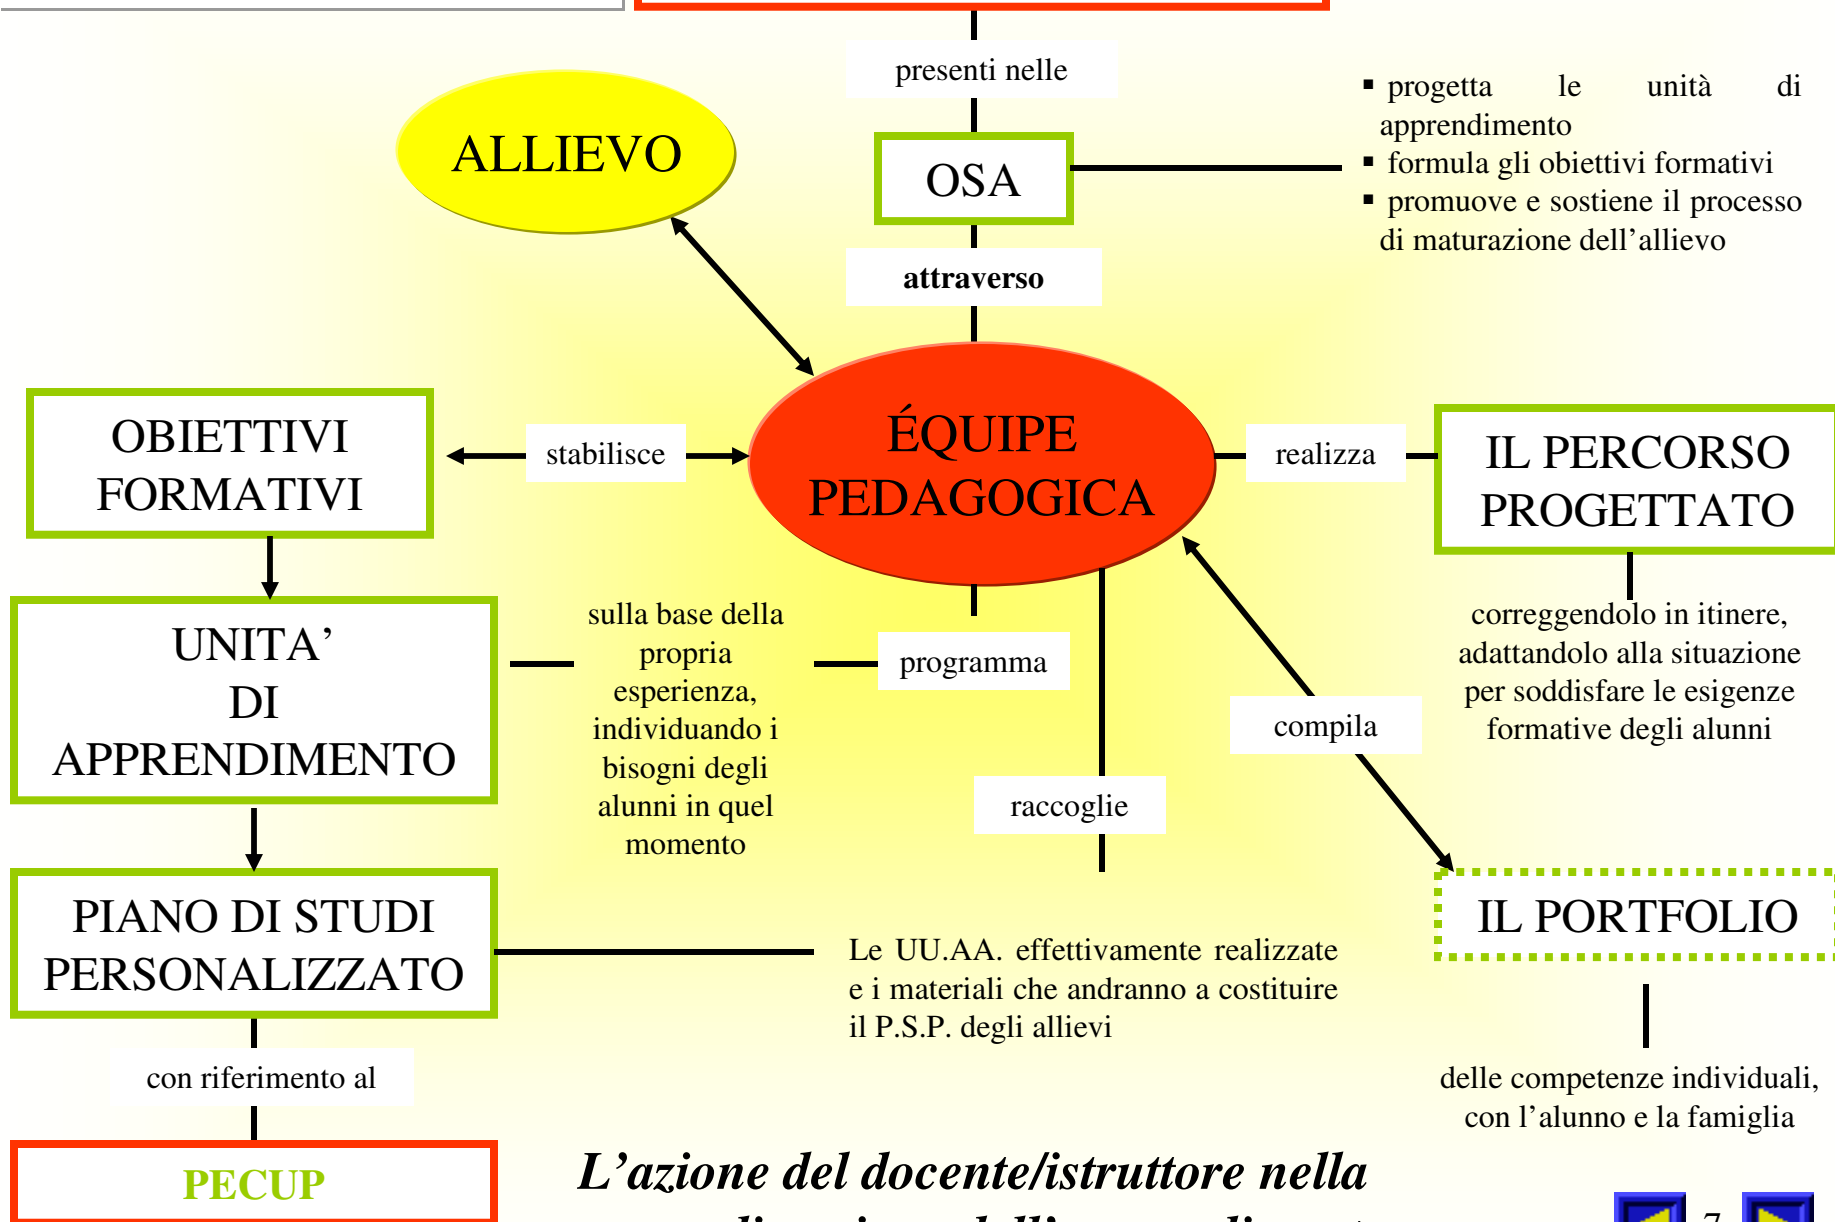 presenti nelle
ALLIEVO
OSA
▪ progetta le unità di
apprendimento
▪ formula gli obiettivi formativi
▪ promuove e sostiene il processo
di maturazione dell’allievo
attraverso
OBIETTIVI
FORMATIVI
stabilisce
ÉQUIPE
PEDAGOGICA
realizza
IL PERCORSO
PROGETTATO
UNITA’
DI
APPRENDIMENTO
sulla base della
propria
esperienza,
individuando i
bisogni degli
alunni in quel
momento
programma
correggendolo in itinere,
adattandolo alla situazione
per soddisfare le esigenze
formative degli alunni
compila
raccoglie
PIANO DI STUDI
PERSONALIZZATO
Le UU.AA. effettivamente realizzate
e i materiali che andranno a costituire
il P.S.P. degli allievi
IL PORTFOLIO
con riferimento al
delle competenze individuali,
con l’alunno e la famiglia
PECUP
L’azione del docente/istruttore nella
7